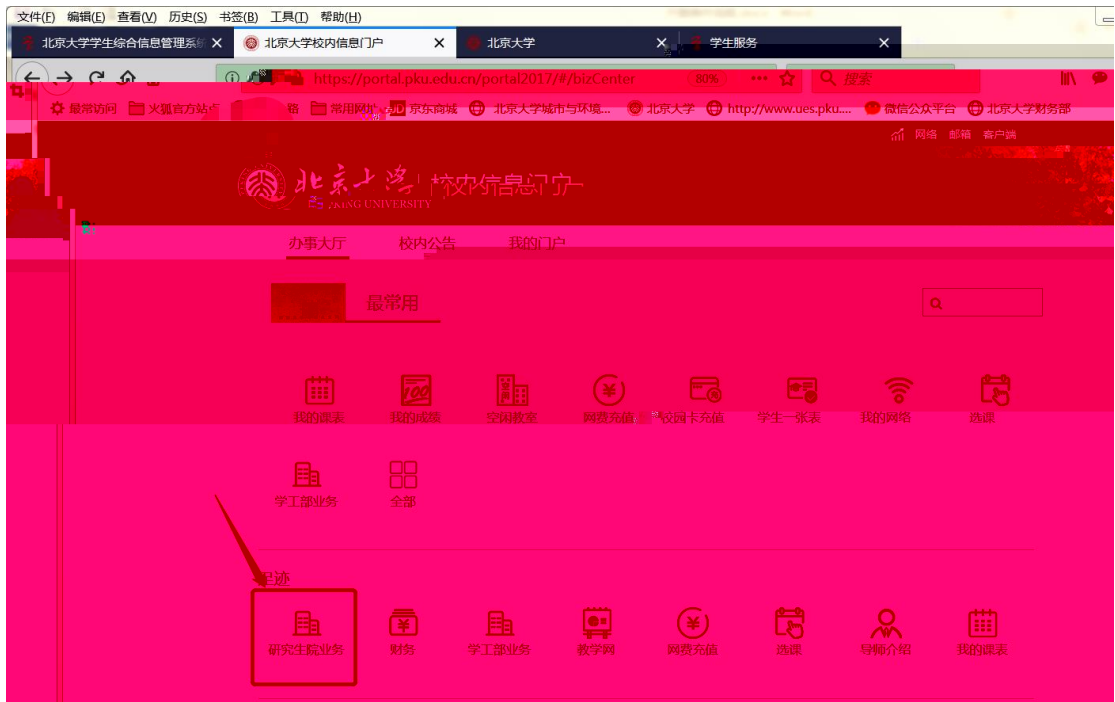 文件(F) 编辑(E) 查看(V) 历史(S) 书签(B) 工具(T) 帮助(H)
北京大学学生综合信息管理系统 北京大学校内信息门户 北京大学 学生服务
https://portal.pku.edu.cn/portal2017/#/bizCenter 80% 搜索
最常访问 火狐官方站点 常用网址 JD 京东商城 北京大学城市与环境... 北京大学 http://www.ues.pku.... 微信公众平台 北京大学财务部
网络 邮箱 客户端
北京大学 校内信息门户
PEKING UNIVERSITY
办事大厅 校内公告 我的门户
最常用
我的课表 我的成绩 空闲教室 网费充值 校园卡充值 学生一张表 我的网络 选课
学工部业务 全部
足迹
研究生院业务 财务 学工部业务 教学网 网费充值 选课 导师介绍 我的课表